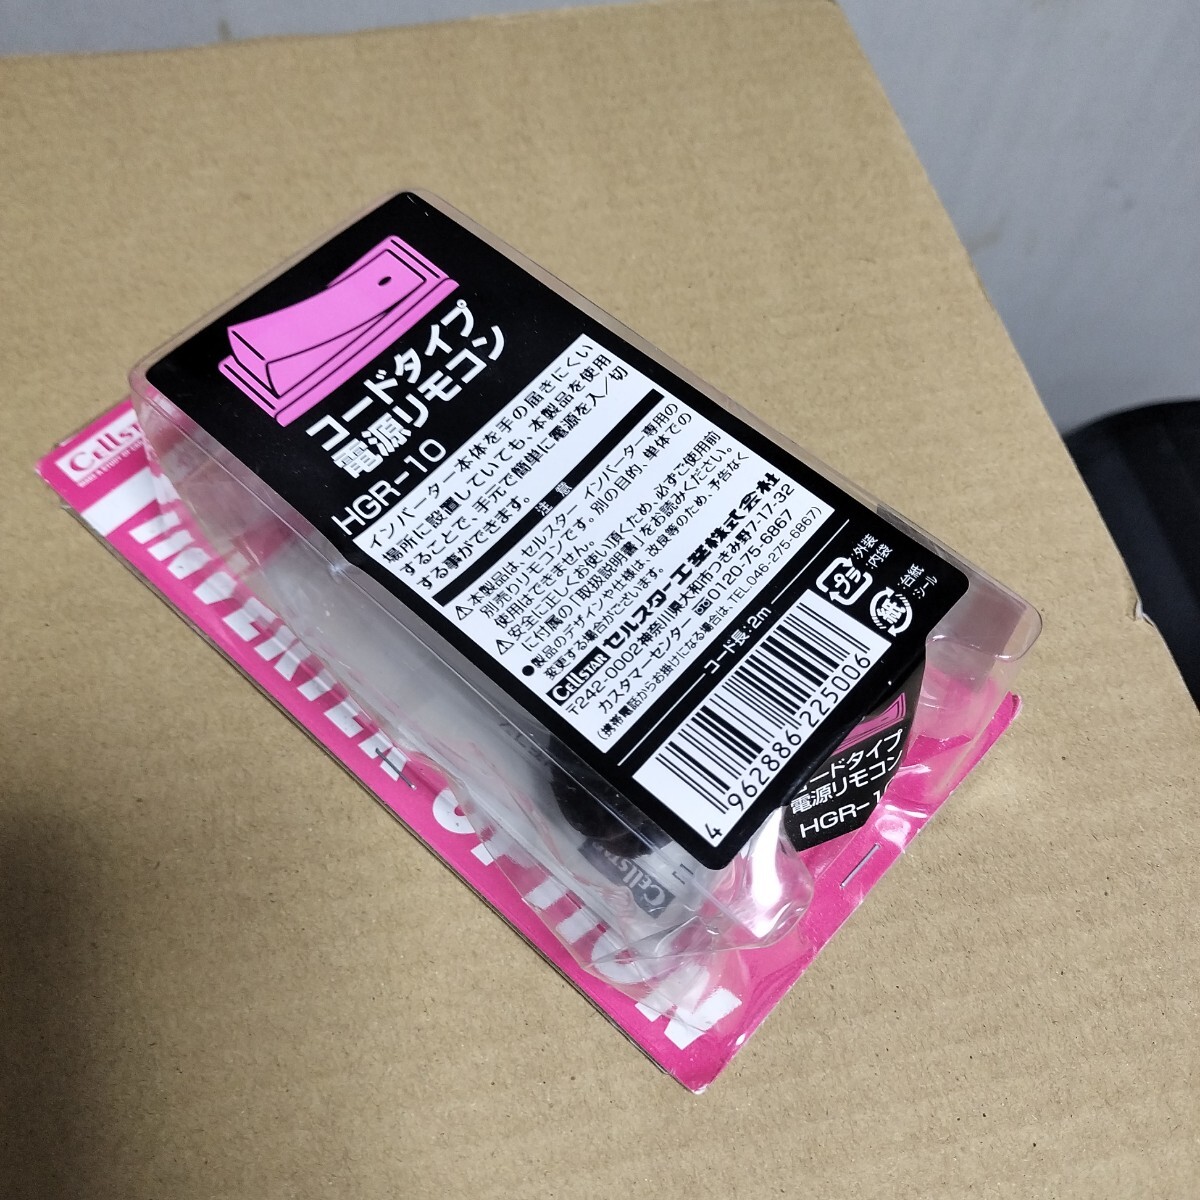 コードタイプ
電源リモコン
HGR-10
インバーター本体を手の届きにくい
場所に設置していても、本製品を使用
することで、手元で簡単に電源を入/切
する事ができます。
注意
⚠本製品は、セルスター インバーター専用の
別売りリモコンです。別の目的、単体での
使用はできません。
⚠安全に正しくお使い頂くため、必ずご使用前
に付属の「取扱説明書」をお読みください。
●製品のデザインや仕様は、改良等のため、予告なく
変更する場合がございます。
CELLSTAR セルスター工業株式会社
〒242-0002神奈川県大和市つきみ野7-17-32
カスタマーセンター 0120-75-6867
(携帯電話からお掛けになる場合は、TEL.046-275-6867)
コード長:2m
プラ :外装 :内袋
紙 :台紙 :シール
4 962886 225006
コードタイプ
電源リモコン
HGR-10
CELLSTAR
INVERTER OPTION
CELLSTAR